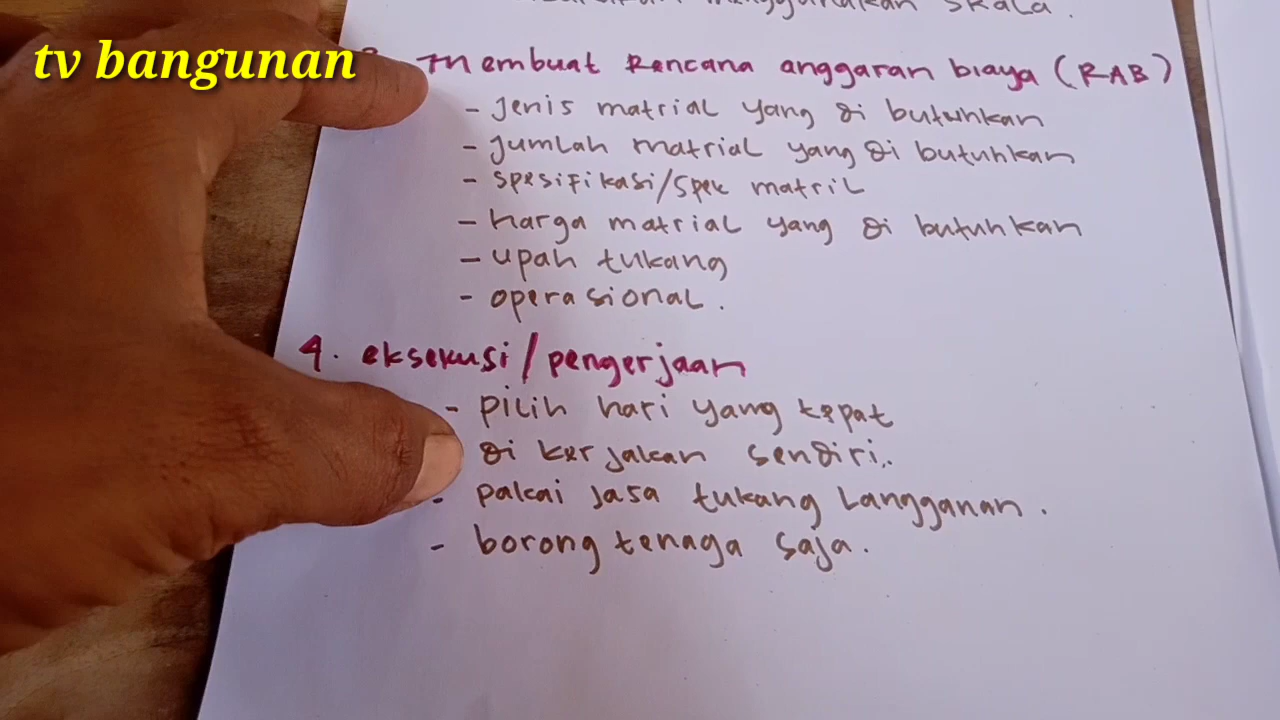 tv bangunan
menggunakan skala.
Membuat Rencana anggaran biaya (RAB)
- Jenis matrial yang di butuhkan
- Jumlah matrial yang di butuhkan
- spesifikasi/spek matril
- harga matrial yang di butuhkan
- upah tukang
- operasional.
4. eksekusi/pengerjaan
- pilih hari yang tepat
di kerjakan sendiri.
- pakai jasa tukang Langganan.
- borong tenaga saja.